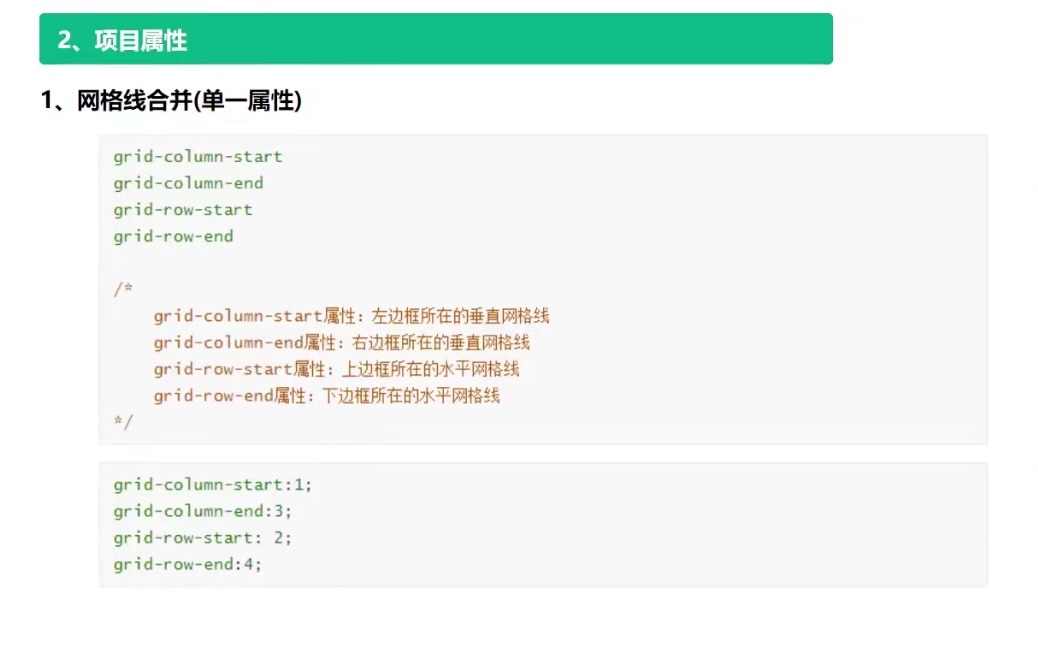 2、项目属性
1、网格线合并(单一属性)
grid-column-start
grid-column-end
grid-row-start
grid-row-end
/*
grid-column-start属性：左边框所在的垂直网格线
grid-column-end属性：右边框所在的垂直网格线
grid-row-start属性：上边框所在的水平网格线
grid-row-end属性：下边框所在的水平网格线
*/
grid-column-start:1;
grid-column-end:3;
grid-row-start: 2;
grid-row-end:4;